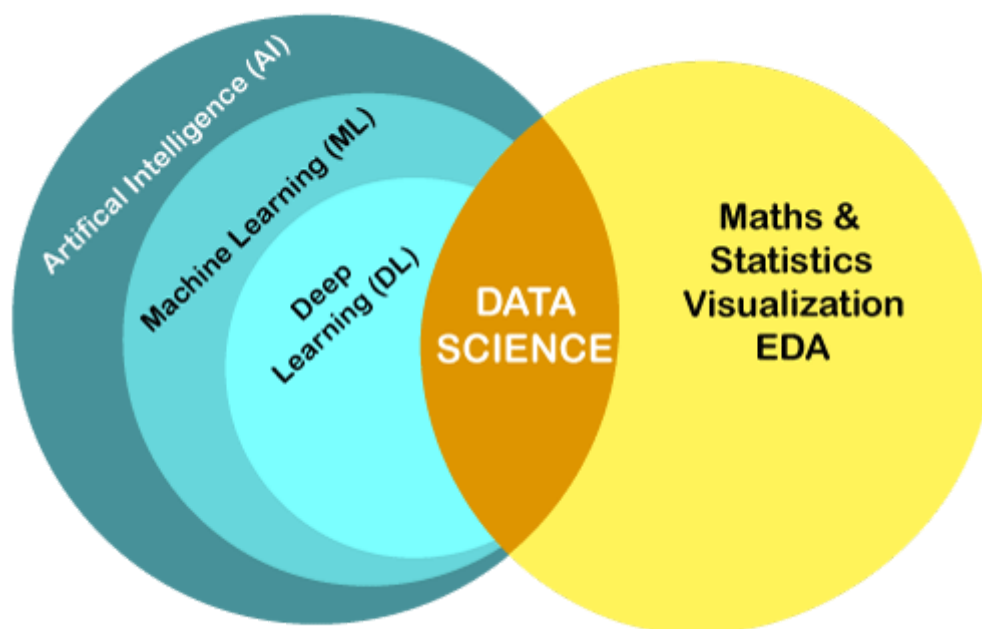 Artifical Intelligence (AI)
Machine Learning (ML)
Deep
Learning (DL)
DATA
SCIENCE
Maths &
Statistics
Visualization
EDA